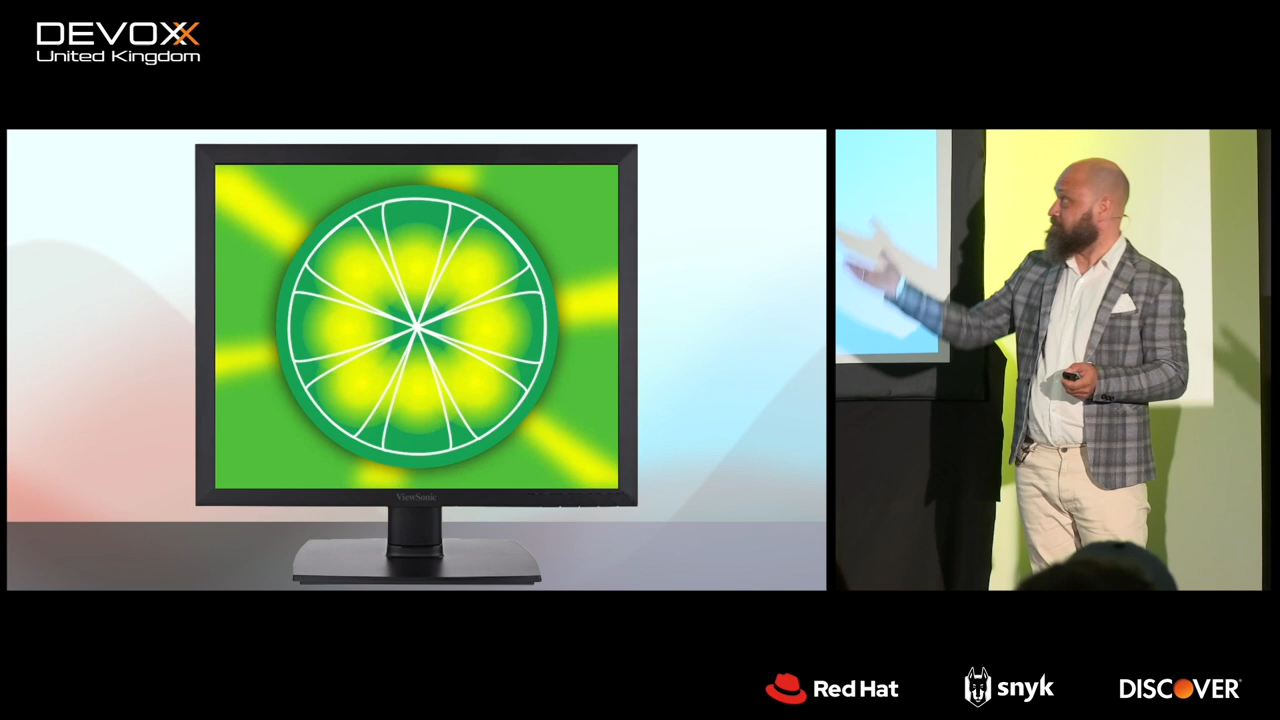 DEVOXX
United Kingdom
ViewSonic
Red Hat
snyk
DISCOVER